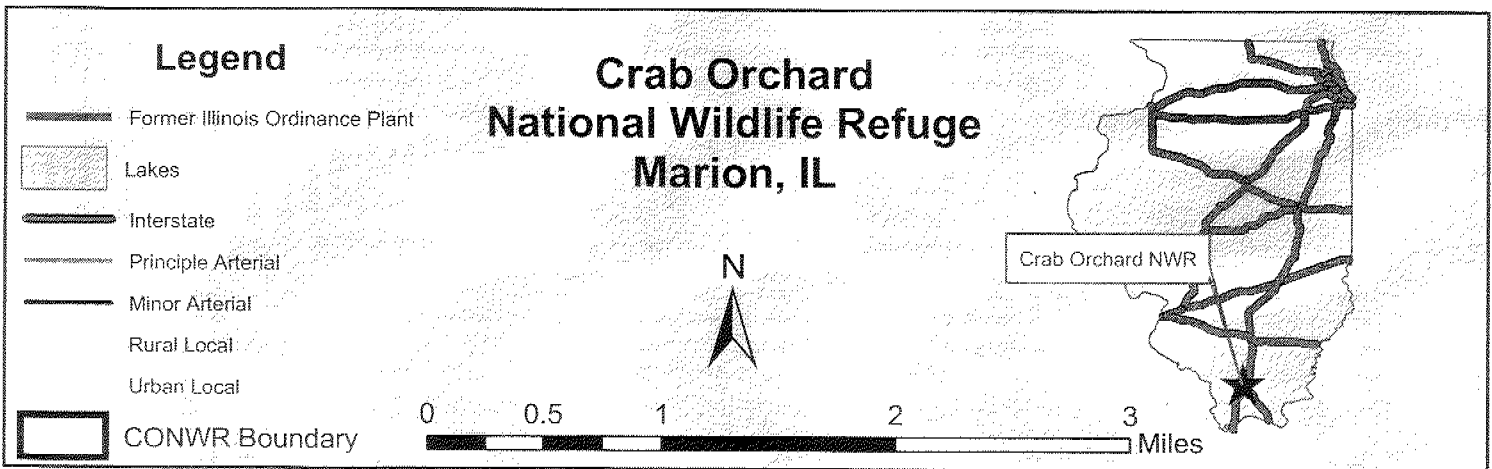 Legend
Former Illinois Ordinance Plant
Lakes
Interstate
Principle Arterial
Minor Arterial
Rural Local
Urban Local
CONWR Boundary
Crab Orchard
National Wildlife Refuge
Marion, IL
N
0 0.5 1 2 3
Miles
Crab Orchard NWR